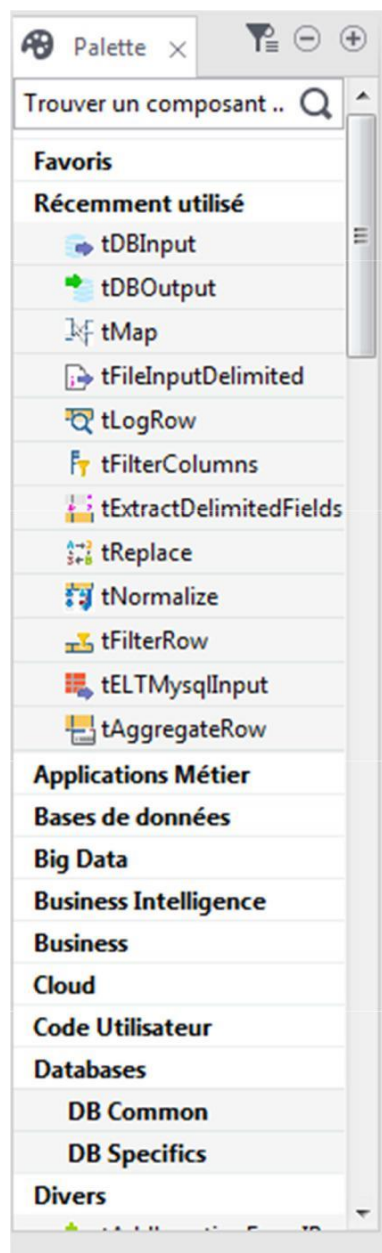 Palette
Trouver un composant ..
Favoris
Récemment utilisé
tDBInput
tDBOutput
tMap
tFileInputDelimited
tLogRow
tFilterColumns
tExtractDelimitedFields
tReplace
tNormalize
tFilterRow
tELTMysqlInput
tAggregateRow
Applications Métier
Bases de données
Big Data
Business Intelligence
Business
Cloud
Code Utilisateur
Databases
DB Common
DB Specifics
Divers